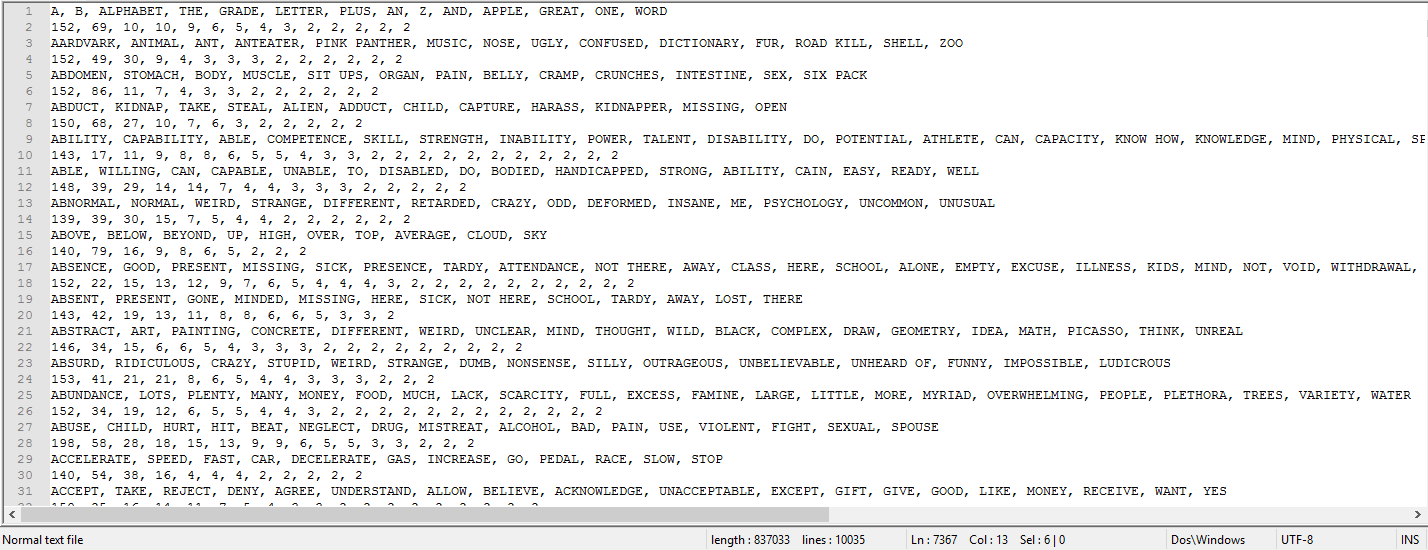 1 A, B, ALPHABET, THE, GRADE, LETTER, PLUS, AN, Z, AND, APPLE, GREAT, ONE, WORD
2 152, 69, 10, 10, 9, 6, 5, 4, 3, 2, 2, 2, 2, 2
3 AARDVARK, ANIMAL, ANT, ANTEATER, PINK PANTHER, MUSIC, NOSE, UGLY, CONFUSED, DICTIONARY, FUR, ROAD KILL, SHELL, ZOO
4 152, 49, 30, 9, 4, 3, 3, 3, 2, 2, 2, 2, 2, 2
5 ABDOMEN, STOMACH, BODY, MUSCLE, SIT UPS, ORGAN, PAIN, BELLY, CRAMP, CRUNCHES, INTESTINE, SEX, SIX PACK
6 152, 86, 11, 7, 4, 3, 3, 2, 2, 2, 2, 2, 2
7 ABDUCT, KIDNAP, TAKE, STEAL, ALIEN, ADDUCT, CHILD, CAPTURE, HARASS, KIDNAPPER, MISSING, OPEN
8 150, 68, 27, 10, 7, 6, 3, 2, 2, 2, 2, 2
9 ABILITY, CAPABILITY, ABLE, COMPETENCE, SKILL, STRENGTH, INABILITY, POWER, TALENT, DISABILITY, DO, POTENTIAL, ATHLETE, CAN, CAPACITY, KNOW HOW, KNOWLEDGE, MIND, PHYSICAL,
10 143, 17, 11, 9, 8, 8, 6, 5, 5, 4, 3, 3, 2, 2, 2, 2, 2, 2, 2, 2, 2, 2
11 ABLE, WILLING, CAN, CAPABLE, UNABLE, TO, DISABLED, DO, BODIED, HANDICAPPED, STRONG, ABILITY, CAIN, EASY, READY, WELL
12 148, 39, 29, 14, 14, 7, 4, 4, 3, 3, 3, 2, 2, 2, 2, 2
13 ABNORMAL, NORMAL, WEIRD, STRANGE, DIFFERENT, RETARDED, CRAZY, ODD, DEFORMED, INSANE, ME, PSYCHOLOGY, UNCOMMON, UNUSUAL
14 139, 39, 30, 15, 7, 5, 4, 4, 2, 2, 2, 2, 2, 2
15 ABOVE, BELOW, BEYOND, UP, HIGH, OVER, TOP, AVERAGE, CLOUD, SKY
16 140, 79, 16, 9, 8, 6, 5, 2, 2, 2
17 ABSENCE, GOOD, PRESENT, MISSING, SICK, PRESENCE, TARDY, ATTENDANCE, NOT THERE, AWAY, CLASS, HERE, SCHOOL, ALONE, EMPTY, EXCUSE, ILLNESS, KIDS, MIND, NOT, VOID, WITHDRAWAL,
18 152, 22, 15, 13, 12, 9, 7, 6, 5, 4, 4, 4, 3, 2, 2, 2, 2, 2, 2, 2, 2, 2, 2
19 ABSENT, PRESENT, GONE, MINDED, MISSING, HERE, SICK, NOT HERE, SCHOOL, TARDY, AWAY, LOST, THERE
20 143, 42, 19, 13, 11, 8, 8, 6, 6, 5, 3, 3, 2
21 ABSTRACT, ART, PAINTING, CONCRETE, DIFFERENT, WEIRD, UNCLEAR, MIND, THOUGHT, WILD, BLACK, COMPLEX, DRAW, GEOMETRY, IDEA, MATH, PICASSO, THINK, UNREAL
22 146, 34, 15, 6, 6, 5, 4, 3, 3, 3, 2, 2, 2, 2, 2, 2, 2, 2, 2
23 ABSURD, RIDICULOUS, CRAZY, STUPID, WEIRD, STRANGE, DUMB, NONSENSE, SILLY, OUTRAGEOUS, UNBELIEVABLE, UNHEARD OF, FUNNY, IMPOSSIBLE, LUDICROUS
24 153, 41, 21, 21, 8, 6, 5, 4, 4, 3, 3, 3, 2, 2, 2
25 ABUNDANCE, LOTS, PLENTY, MANY, MONEY, FOOD, MUCH, LACK, SCARCITY, FULL, EXCESS, FAMINE, LARGE, LITTLE, MORE, MYRIAD, OVERWHELMING, PEOPLE, PLETHORA, TREES, VARIETY, WATER
26 152, 34, 19, 12, 6, 5, 5, 4, 4, 3, 2, 2, 2, 2, 2, 2, 2, 2, 2, 2, 2, 2
27 ABUSE, CHILD, HURT, HIT, BEAT, NEGLECT, DRUG, MISTREAT, ALCOHOL, BAD, PAIN, USE, VIOLENT, FIGHT, SEXUAL, SPOUSE
28 198, 58, 28, 18, 15, 13, 9, 9, 6, 5, 5, 3, 3, 2, 2, 2
29 ACCELERATE, SPEED, FAST, CAR, DECELERATE, GAS, INCREASE, GO, PEDAL, RACE, SLOW, STOP
30 140, 54, 38, 16, 4, 4, 4, 2, 2, 2, 2, 2
31 ACCEPT, TAKE, REJECT, DENY, AGREE, UNDERSTAND, ALLOW, BELIEVE, ACKNOWLEDGE, UNACCEPTABLE, EXCEPT, GIFT, GIVE, GOOD, LIKE, MONEY, RECEIVE, WANT, YES
Normal text file length : 837033 lines : 10035 Ln : 7367 Col : 13 Sel : 6 | 0 Dos\Windows UTF-8 INS